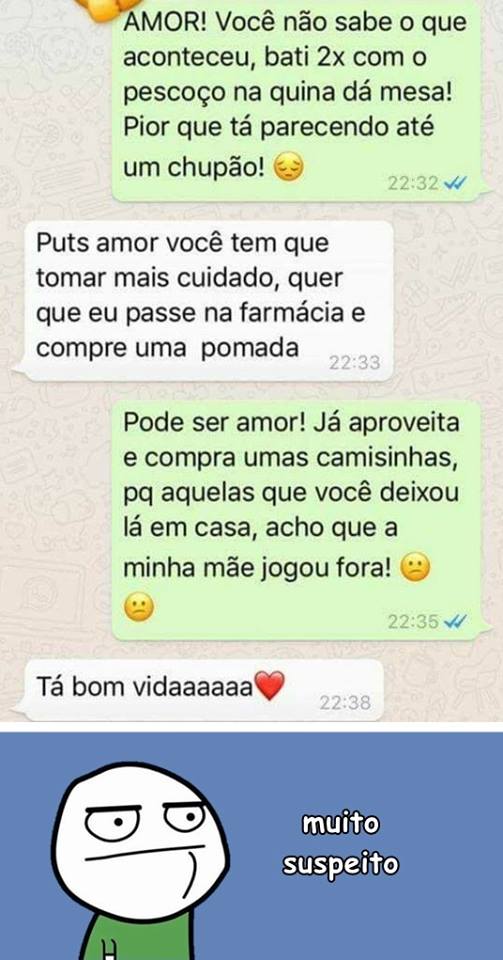 AMOR! Você não sabe o que
aconteceu, bati 2x com o
pescoço na quina dá mesa!
Pior que tá parecendo até
um chupão! 😔
22:32
Puts amor você tem que
tomar mais cuidado, quer
que eu passe na farmácia e
compre uma pomada
22:33
Pode ser amor! Já aproveita
e compra umas camisinhas,
pq aquelas que você deixou
lá em casa, acho que a
minha mãe jogou fora! 😕
😕
22:35
Tá bom vidaaaaaa❤️
22:38
muito
suspeito